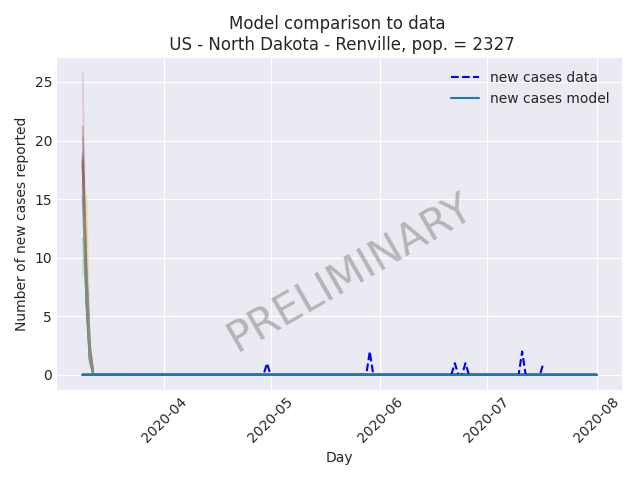 Model comparison to data
US - North Dakota - Renville, pop. = 2327
new cases data
new cases model
Number of new cases reported
25
20
15
10
5
0
PRELIMINARY
2020-04
2020-05
2020-06
2020-07
2020-08
Day